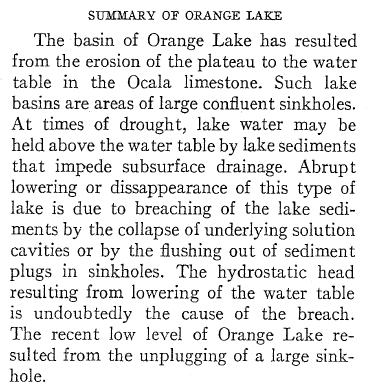 SUMMARY OF ORANGE LAKE
The basin of Orange Lake has resulted
from the erosion of the plateau to the water
table in the Ocala limestone. Such lake
basins are areas of large confluent sinkholes.
At times of drought, lake water may be
held above the water table by lake sediments
that impede subsurface drainage. Abrupt
lowering or dissappearance of this type of
lake is due to breaching of the lake sedi-
ments by the collapse of underlying solution
cavities or by the flushing out of sediment
plugs in sinkholes. The hydrostatic head
resulting from lowering of the water table
is undoubtedly the cause of the breach.
The recent low level of Orange Lake re-
sulted from the unplugging of a large sink-
hole.